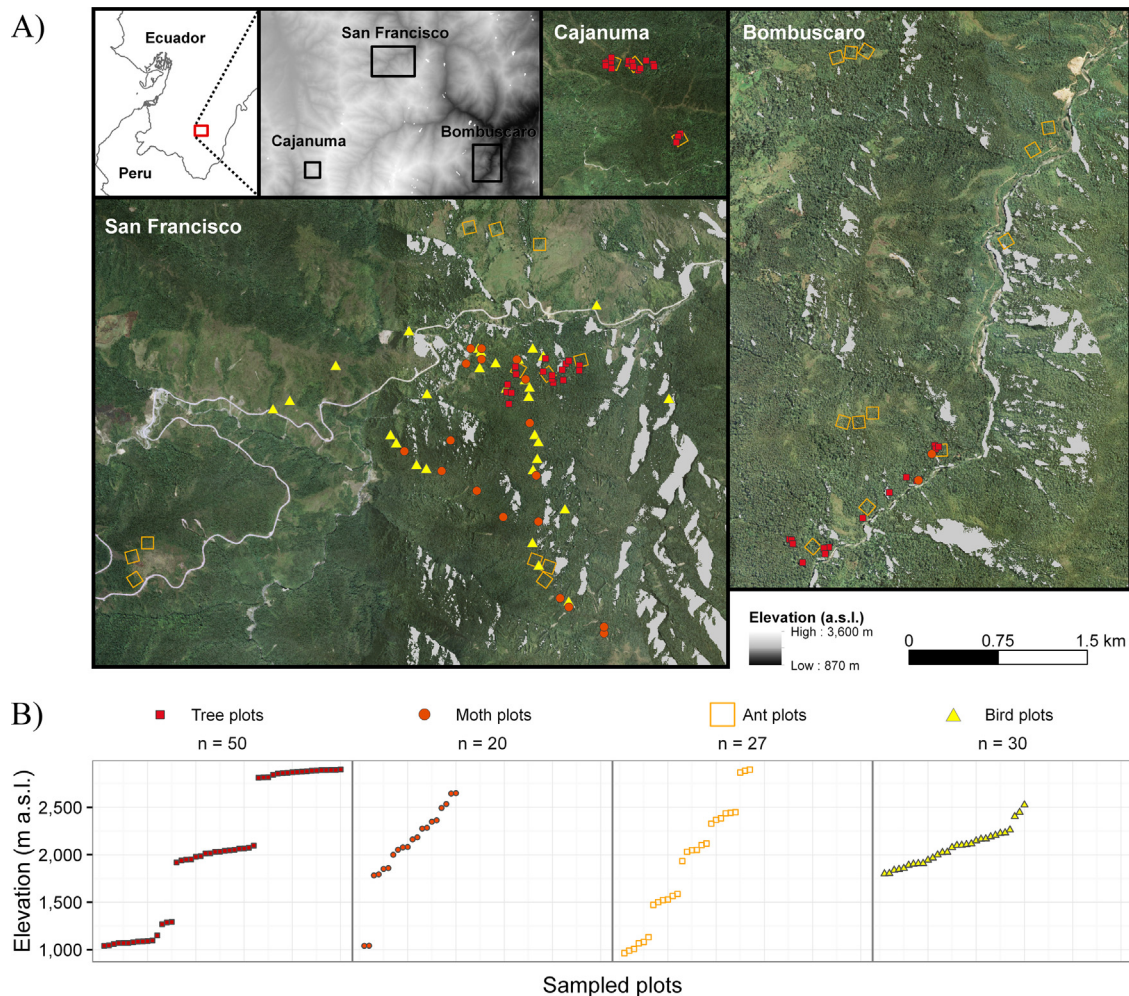 A)
Ecuador
Peru
San Francisco
Cajanuma
Bombuscaro
Cajanuma
Bombuscaro
San Francisco
Elevation (a.s.l.)
High : 3,600 m
Low : 870 m
0 0.75 1.5 km
B)
Tree plots Moth plots Ant plots Bird plots
n = 50 n = 20 n = 27 n = 30
Elevation (m a.s.l.)
2,500
2,000
1,500
1,000
Sampled plots